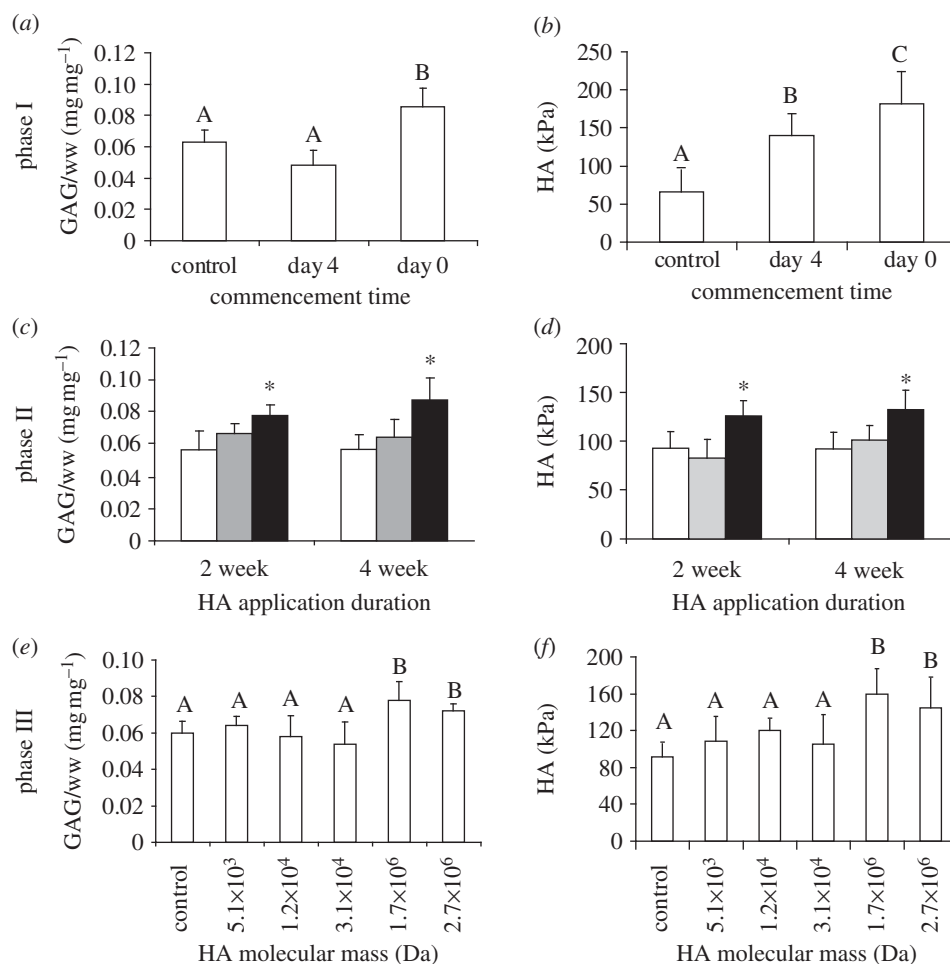 (a)
phase I
GAG/ww (mg mg⁻¹)
0.12
0.10
0.08
0.06
0.04
0.02
0
A
A
B
control
day 4
day 0
commencement time
(b)
HA (kPa)
250
200
150
100
50
0
A
B
C
control
day 4
day 0
commencement time
(c)
phase II
GAG/ww (mg mg⁻¹)
0.12
0.10
0.08
0.06
0.04
0.02
0
*
*
2 week
4 week
HA application duration
(d)
HA (kPa)
200
150
100
50
0
*
*
2 week
4 week
HA application duration
(e)
phase III
GAG/ww (mg mg⁻¹)
0.10
0.08
0.06
0.04
0.02
0
A
A
A
A
B
B
control
5.1×10³
1.2×10⁴
3.1×10⁴
1.7×10⁶
2.7×10⁶
HA molecular mass (Da)
(f)
HA (kPa)
200
160
120
80
40
0
A
A
A
A
B
B
control
5.1×10³
1.2×10⁴
3.1×10⁴
1.7×10⁶
2.7×10⁶
HA molecular mass (Da)